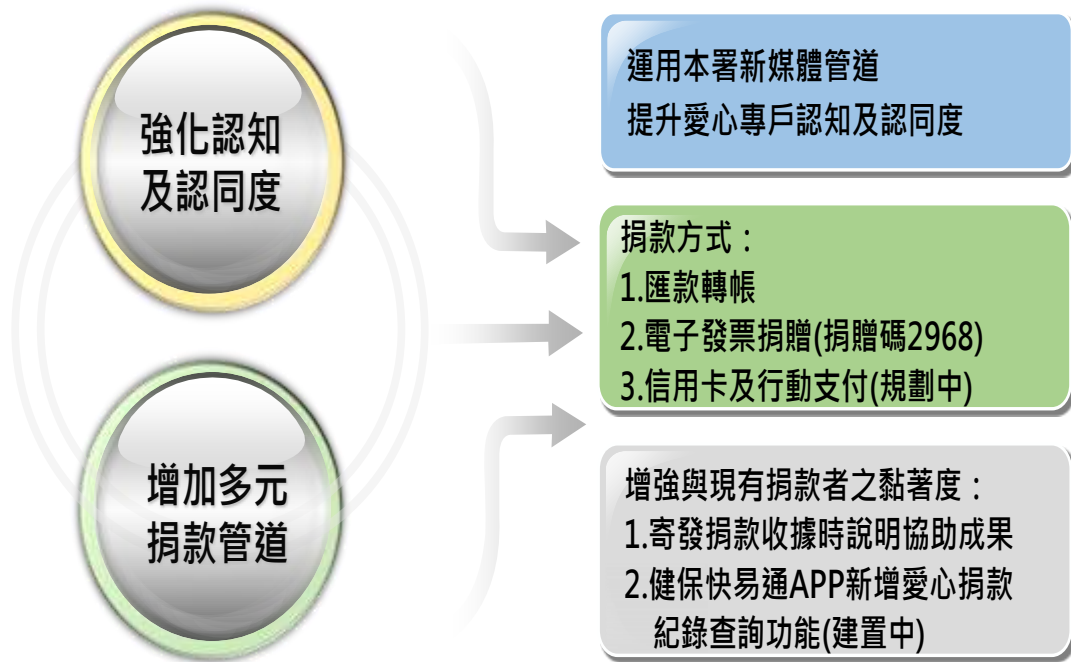 強化認知
及認同度
增加多元
捐款管道
運用本署新媒體管道
提升愛心專戶認知及認同度
捐款方式：
1.匯款轉帳
2.電子發票捐贈(捐贈碼2968)
3.信用卡及行動支付(規劃中)
增強與現有捐款者之黏著度：
1.寄發捐款收據時說明協助成果
2.健保快易通APP新增愛心捐款
紀錄查詢功能(建置中)